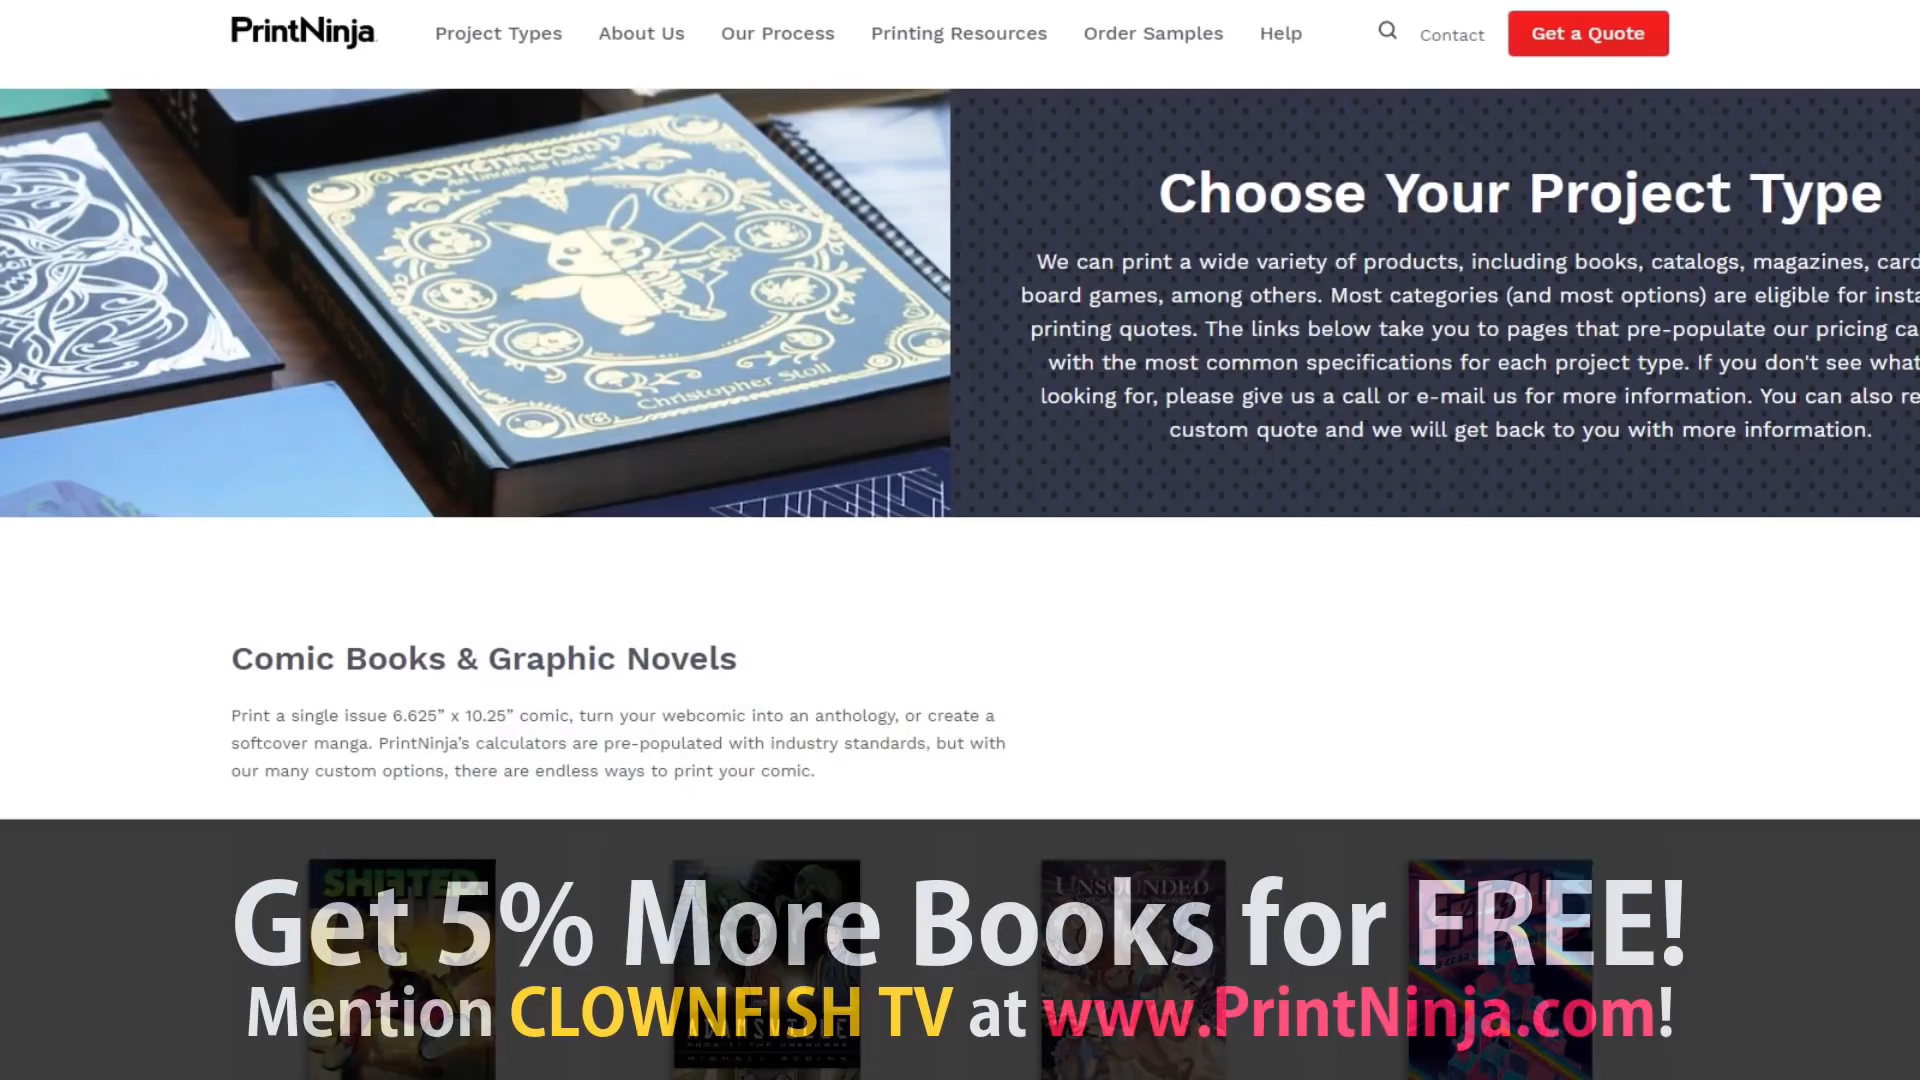 PrintNinja
Project Types
About Us
Our Process
Printing Resources
Order Samples
Help
Contact
Get a Quote
POKENATOMY
Christopher Stoll
Choose Your Project Type
We can print a wide variety of products, including books, catalogs, magazines, card
board games, among others. Most categories (and most options) are eligible for insta
printing quotes. The links below take you to pages that pre-populate our pricing ca
with the most common specifications for each project type. If you don't see what
looking for, please give us a call or e-mail us for more information. You can also re
custom quote and we will get back to you with more information.
Comic Books & Graphic Novels
Print a single issue 6.625” x 10.25” comic, turn your webcomic into an anthology, or create a
softcover manga. PrintNinja’s calculators are pre-populated with industry standards, but with
our many custom options, there are endless ways to print your comic.
SHIFTED
UNSOUNDED
Get 5% More Books for FREE!
Mention CLOWNFISH TV at www.PrintNinja.com!